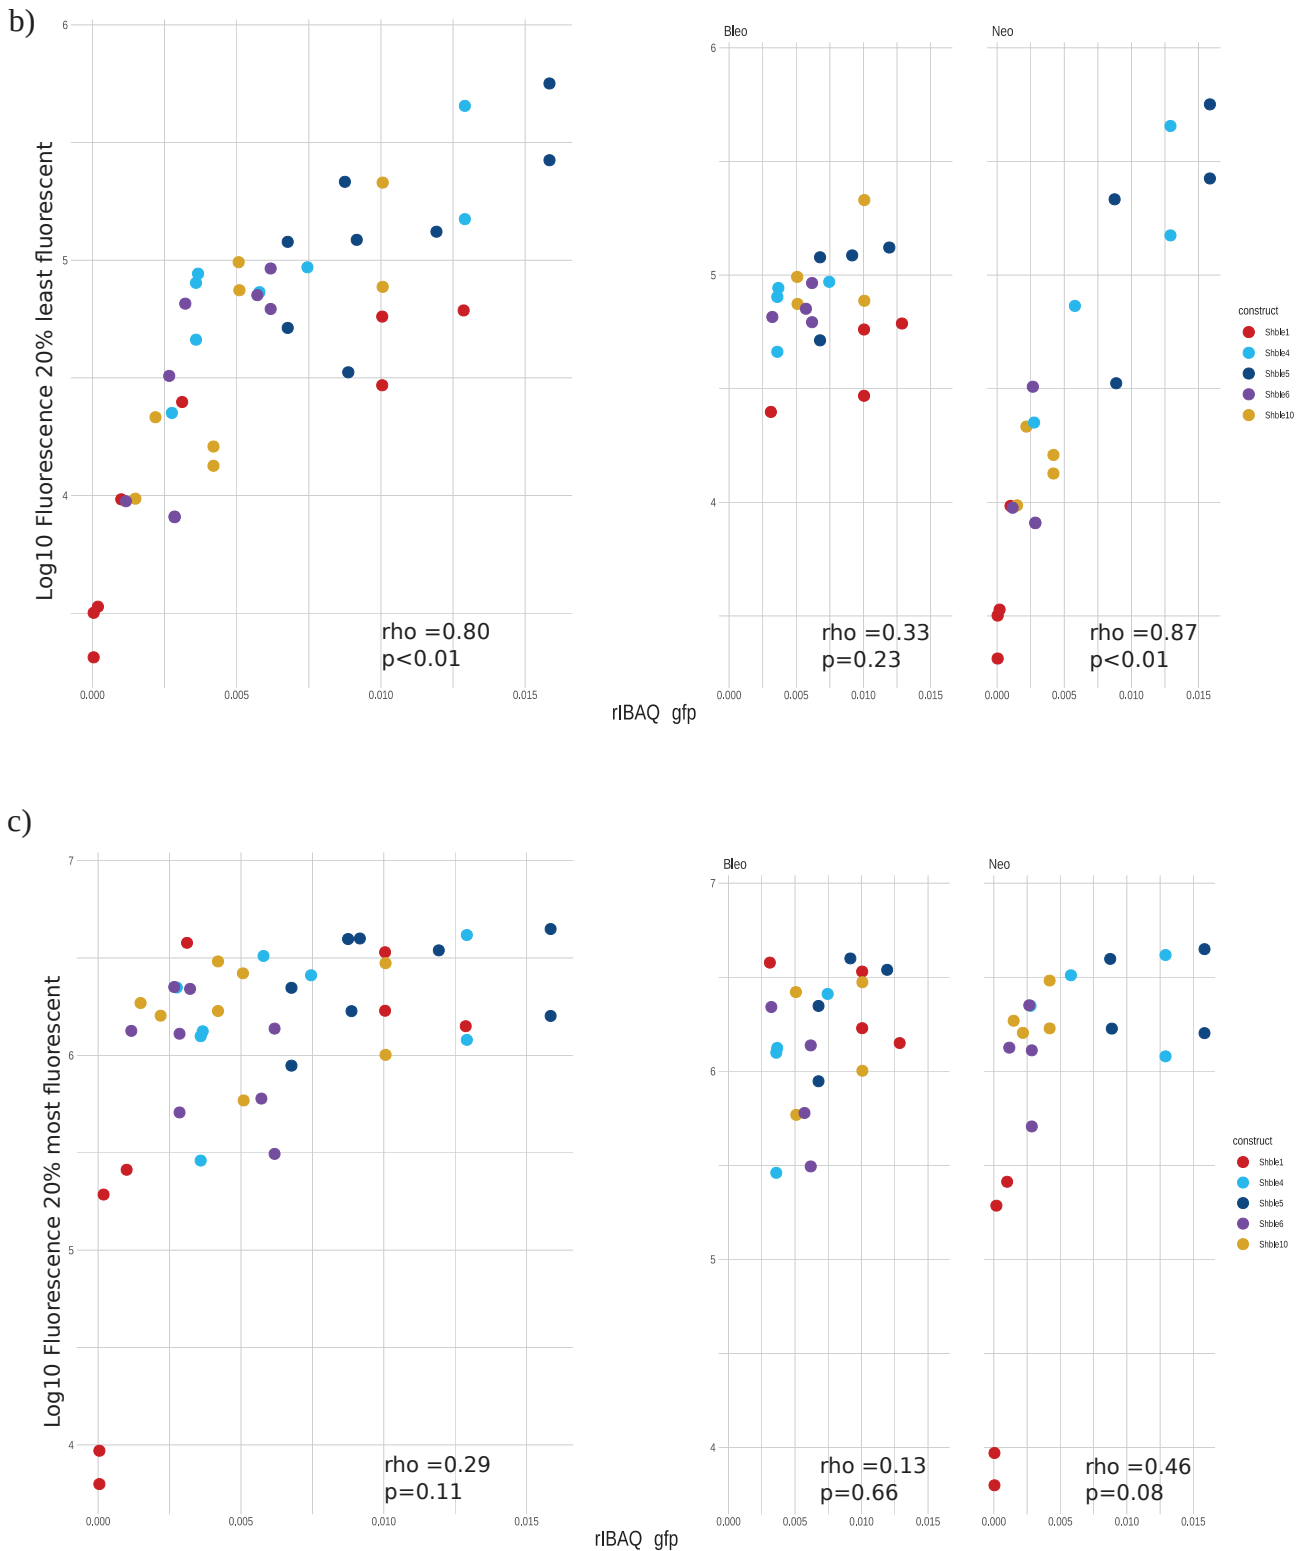 b)
Log10 Fluorescence 20% least fluorescent
6
5
4
rho =0.80
p<0.01
0.000 0.005 0.010 0.015
Bleo
Neo
6
5
4
rho =0.33
p=0.23
rho =0.87
p<0.01
0.000 0.005 0.010 0.015
0.000 0.005 0.010 0.015
rIBAQ gfp
construct
Shble1
Shble4
Shble5
Shble6
Shble10
c)
Log10 Fluorescence 20% most fluorescent
7
6
5
4
rho =0.29
p=0.11
0.000 0.005 0.010 0.015
Bleo
Neo
7
6
5
4
rho =0.13
p=0.66
rho =0.46
p=0.08
0.000 0.005 0.010 0.015
0.000 0.005 0.010 0.015
rIBAQ gfp
construct
Shble1
Shble4
Shble5
Shble6
Shble10